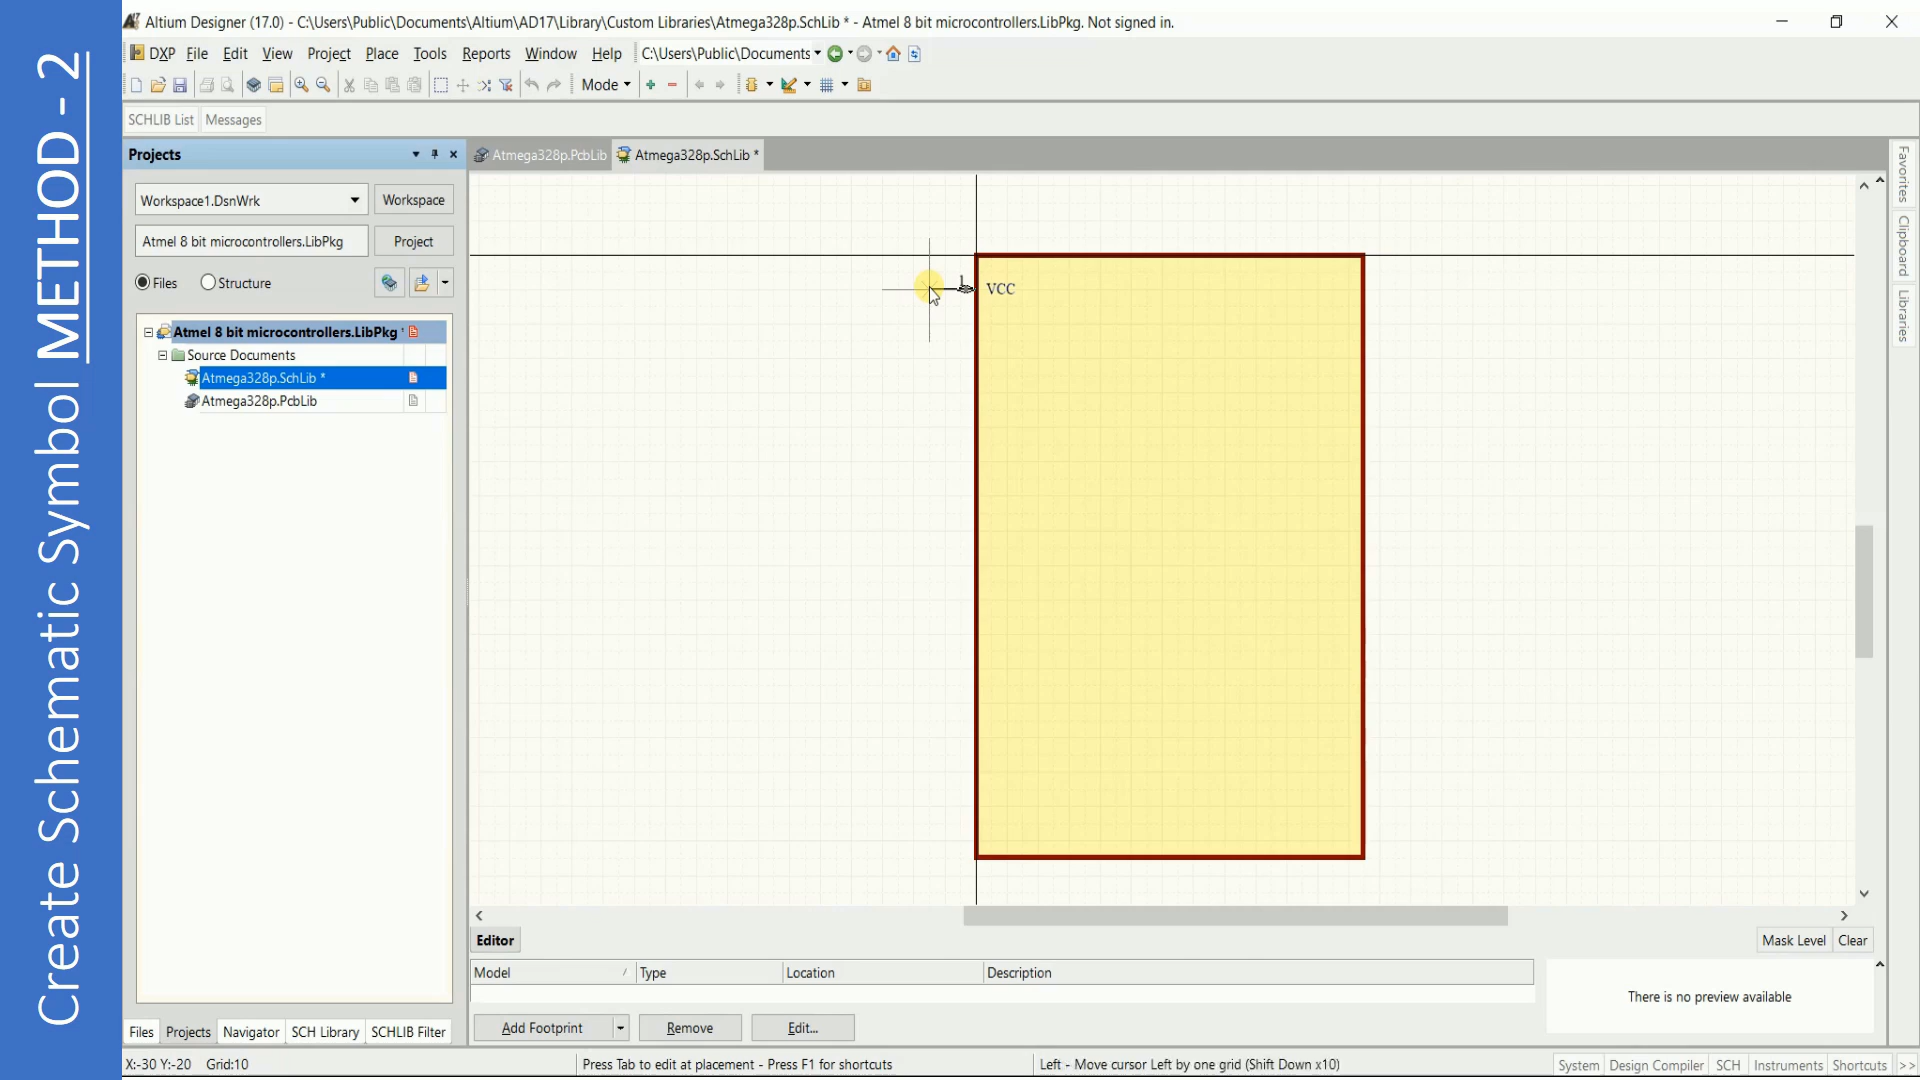 Create Schematic Symbol METHOD - 2
Altium Designer (17.0) - C:\Users\Public\Documents\Altium\AD17\Library\Custom Libraries\Atmega328p.SchLib * - Atmel 8 bit microcontrollers.LibPkg. Not signed in.
DXP File Edit View Project Place Tools Reports Window Help C:\Users\Public\Documents
Mode
SCHLIB List Messages
Projects
Atmega328p.PcbLib Atmega328p.SchLib *
Workspace1.DsnWrk Workspace
Atmel 8 bit microcontrollers.LibPkg Project
Files Structure
Atmel 8 bit microcontrollers.LibPkg *
Source Documents
Atmega328p.SchLib *
Atmega328p.PcbLib
VCC
Favorites
Clipboard
Libraries
Editor
Mask Level Clear
Model / Type Location Description
There is no preview available
Add Footprint Remove Edit...
Files Projects Navigator SCH Library SCHLIB Filter
X:-30 Y:-20 Grid:10 Press Tab to edit at placement - Press F1 for shortcuts Left - Move cursor Left by one grid (Shift Down x10) System Design Compiler SCH Instruments Shortcuts >>